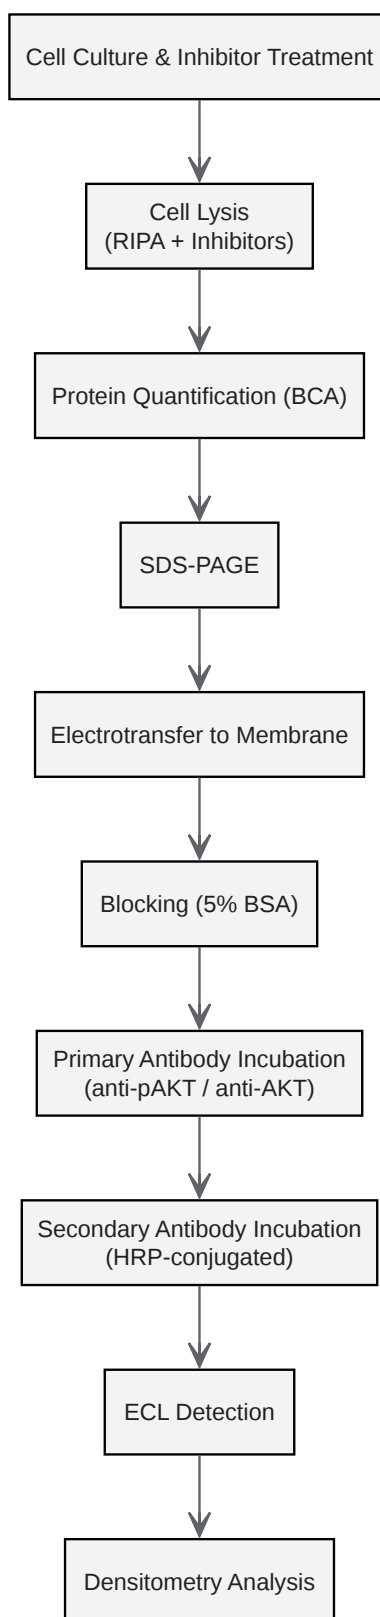 Cell Culture & Inhibitor Treatment
Cell Lysis
(RIPA + Inhibitors)
Protein Quantification (BCA)
SDS-PAGE
Electrotransfer to Membrane
Blocking (5% BSA)
Primary Antibody Incubation
(anti-pAKT / anti-AKT)
Secondary Antibody Incubation
(HRP-conjugated)
ECL Detection
Densitometry Analysis